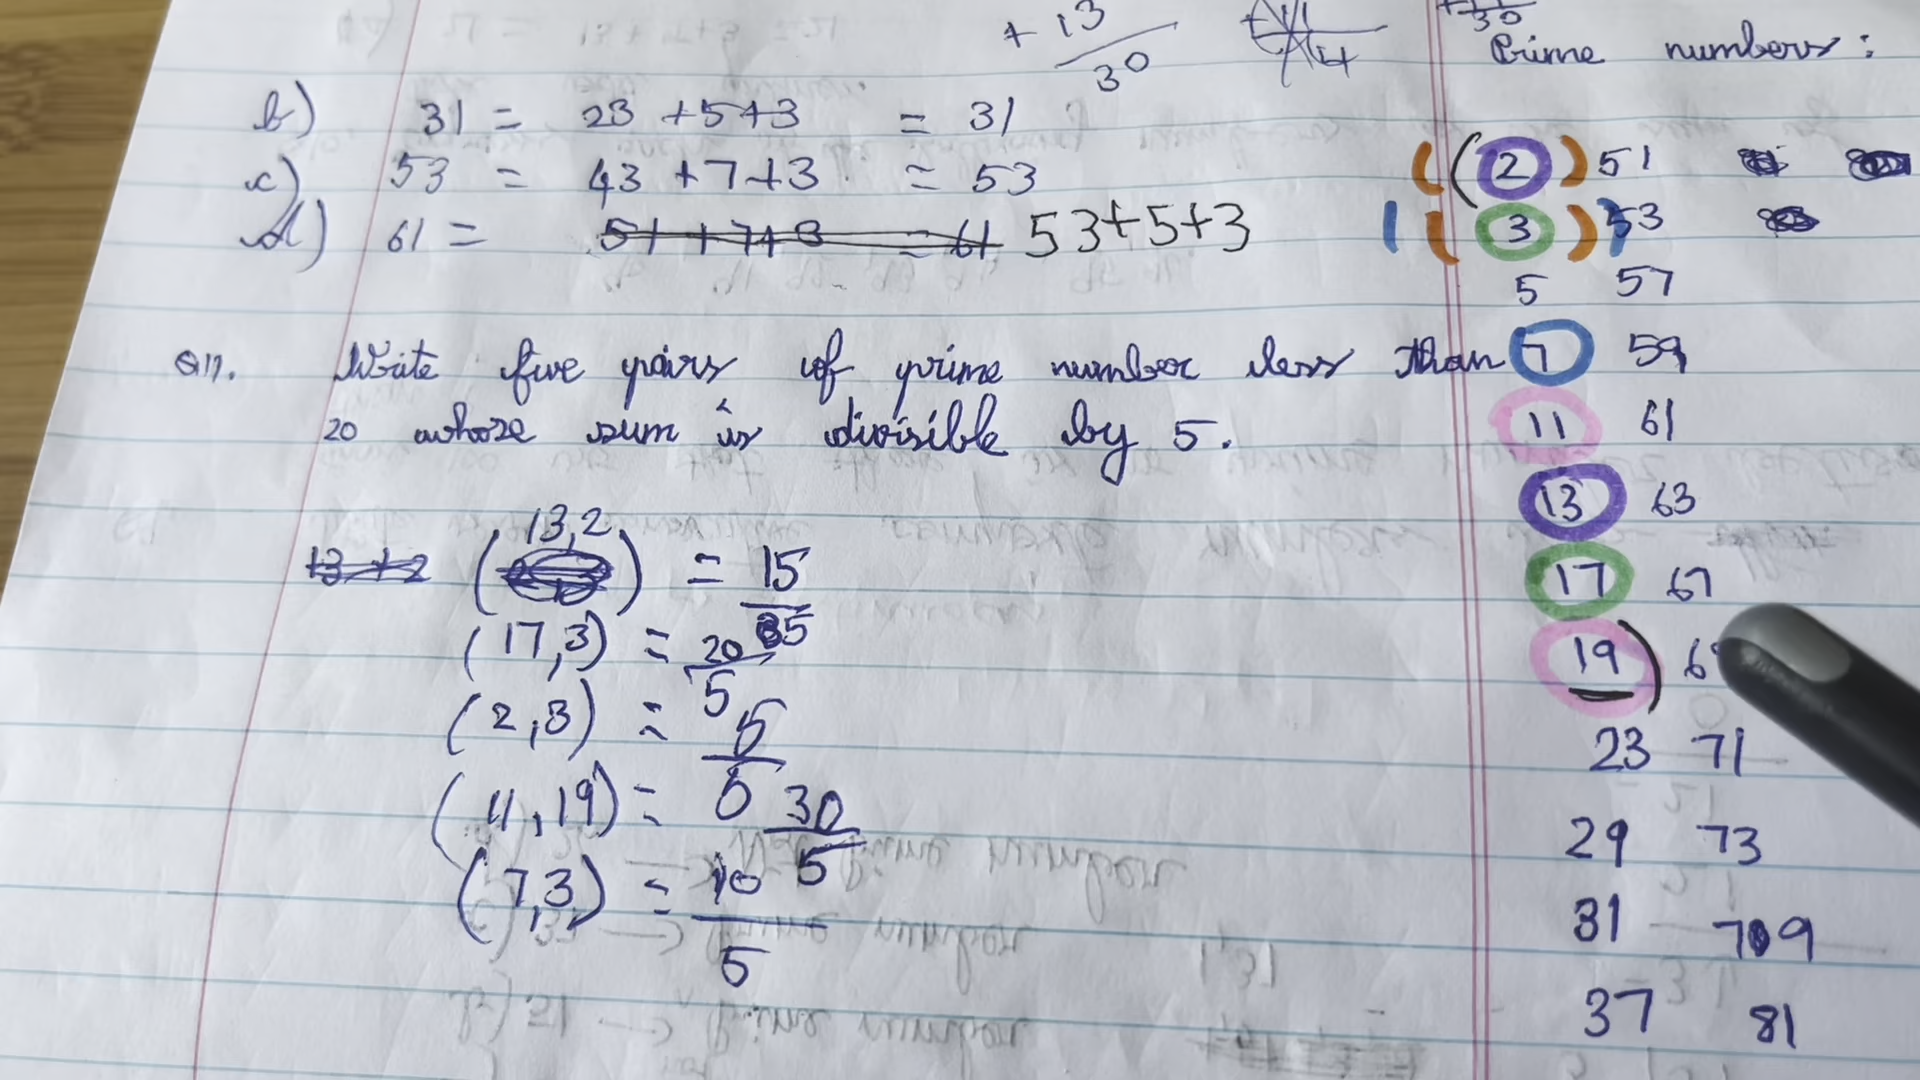 + 13
30
Prime numbers:
b) 31 = 23 +5+3 = 31
c) 53 = 43 +7+3 = 53
d) 61 = 51 +7+3 = 61 53+5+3
Q11. Write five pairs of prime number less than
20 whose sum is divisible by 5.
13+2 (13,2) = 15
5
(17,3) = 20
5
(2,3) = 5
5
(11,19) = 30
5
(7,3) = 10
5
(2) 51
(3) 53
5 57
7 59
11 61
13 63
17 67
19)
23 71
29 73
31 79
37 81